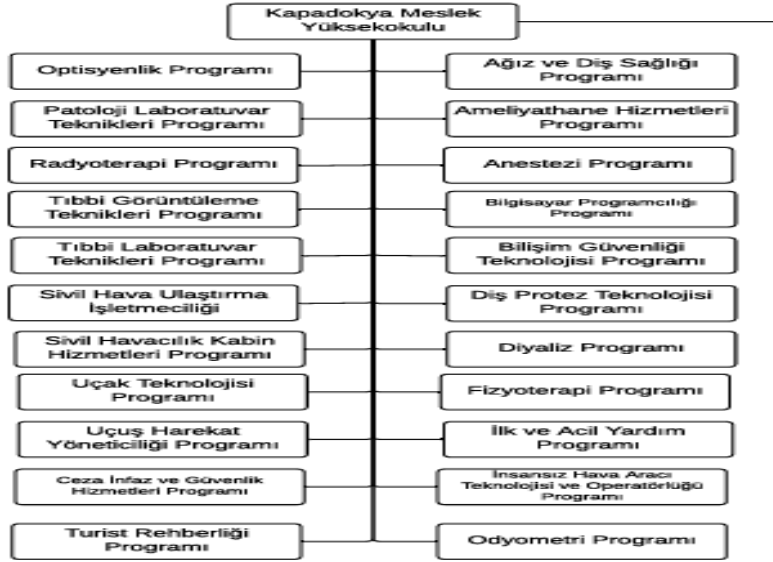 Kapadokya Meslek
Yüksekokulu
Optisyenlik Programı
Ağız ve Diş Sağlığı
Programı
Patoloji Laboratuvar
Teknikleri Programı
Ameliyathane Hizmetleri
Programı
Radyoterapi Programı
Anestezi Programı
Tıbbi Görüntüleme
Teknikleri Programı
Bilgisayar Programcılığı
Programı
Tıbbi Laboratuvar
Teknikleri Programı
Bilişim Güvenliği
Teknolojisi Programı
Sivil Hava Ulaştırma
İşletmeciliği
Diş Protez Teknolojisi
Programı
Sivil Havacılık Kabin
Hizmetleri Programı
Diyaliz Programı
Uçak Teknolojisi
Programı
Fizyoterapi Programı
Uçuş Harekat
Yöneticiliği Programı
İlk ve Acil Yardım
Programı
Ceza İnfaz ve Güvenlik
Hizmetleri Programı
İnsansız Hava Aracı
Teknolojisi ve Operatörlüğü
Programı
Turist Rehberliği
Programı
Odyometri Programı